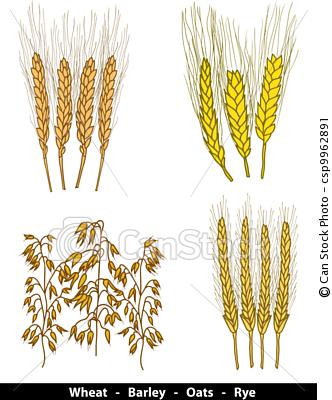 © Can Stock Photo - csp9962891
Can Stock Photo
Wheat - Barley - Oats - Rye